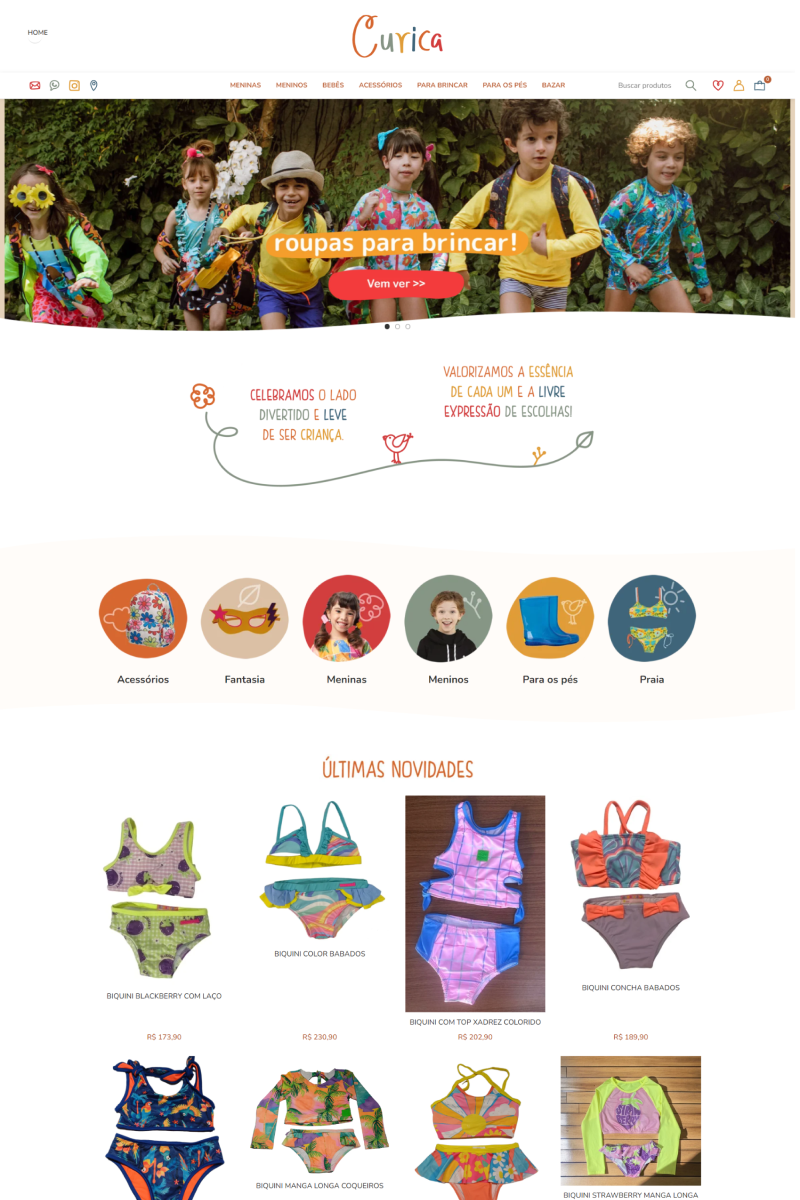 HOME
Curica
MENINAS MENINOS BEBÊS ACESSÓRIOS PARA BRINCAR PARA OS PÉS BAZAR
Buscar produtos
0
roupas para brincar!
Vem ver >>
CELEBRAMOS O LADO
DIVERTIDO E LEVE
DE SER CRIANÇA.
VALORIZAMOS A ESSÊNCIA
DE CADA UM E A LIVRE
EXPRESSÃO DE ESCOLHAS!
Acessórios
Fantasia
Meninas
Meninos
Para os pés
Praia
ÚLTIMAS NOVIDADES
BIQUINI BLACKBERRY COM LAÇO
R$ 173,90
BIQUINI COLOR BABADOS
R$ 230,90
BIQUINI COM TOP XADREZ COLORIDO
R$ 202,90
BIQUINI CONCHA BABADOS
R$ 189,90
BIQUINI MANGA LONGA COQUEIROS
BIQUINI STRAWBERRY MANGA LONGA